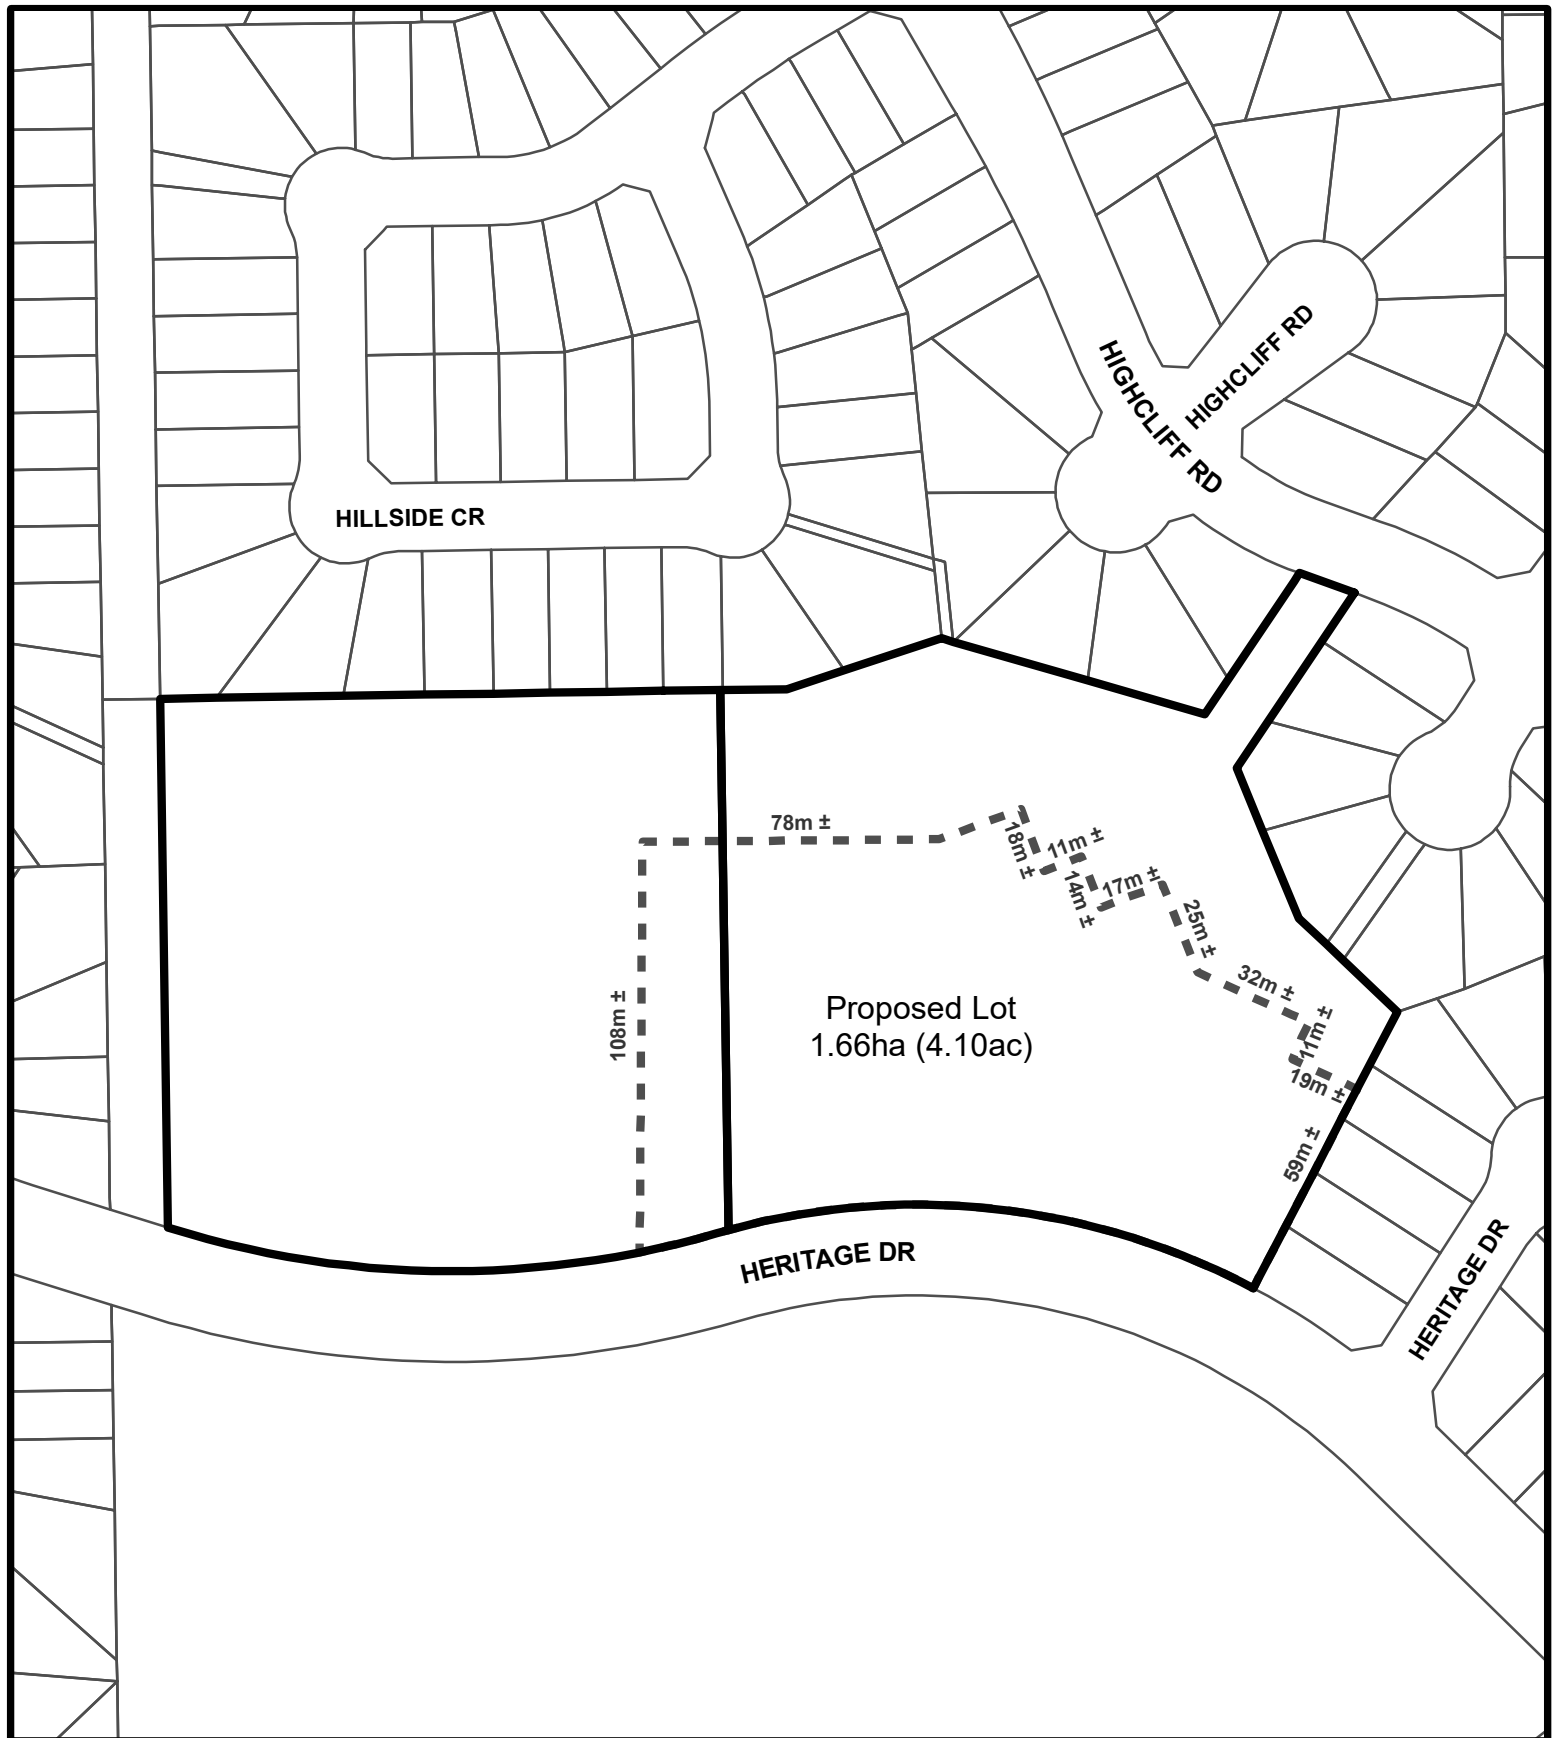 HIGHCLIFF RD
HIGHCLIFF RD
HILLSIDE CR
78m ±
18m ±
11m ±
14m ±
17m ±
25m ±
32m ±
11m ±
19m ±
108m ±
Proposed Lot
1.66ha (4.10ac)
59m ±
HERITAGE DR
HERITAGE DR